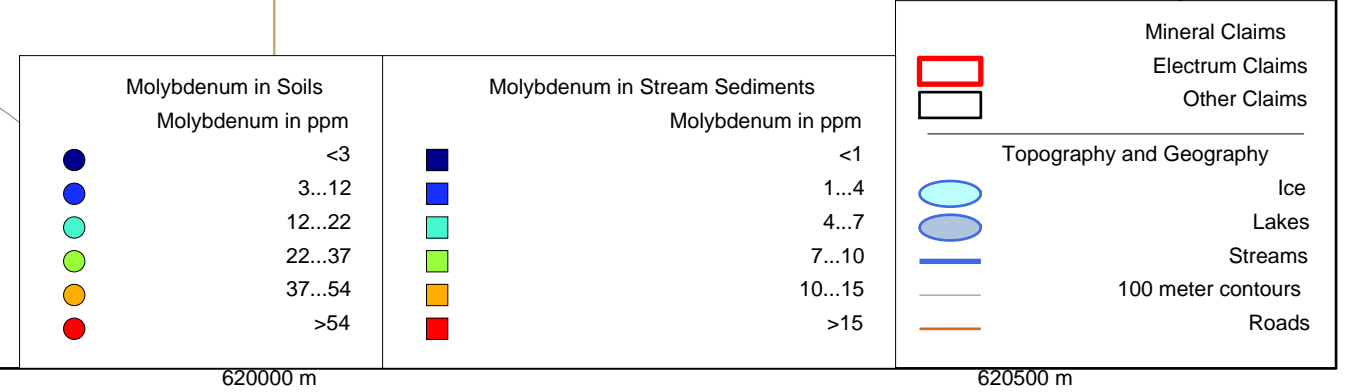 Molybdenum in Soils
Molybdenum in ppm
<3
3...12
12...22
22...37
37...54
>54
Molybdenum in Stream Sediments
Molybdenum in ppm
<1
1...4
4...7
7...10
10...15
>15
Mineral Claims
Electrum Claims
Other Claims
Topography and Geography
Ice
Lakes
Streams
100 meter contours
Roads
620000 m
620500 m